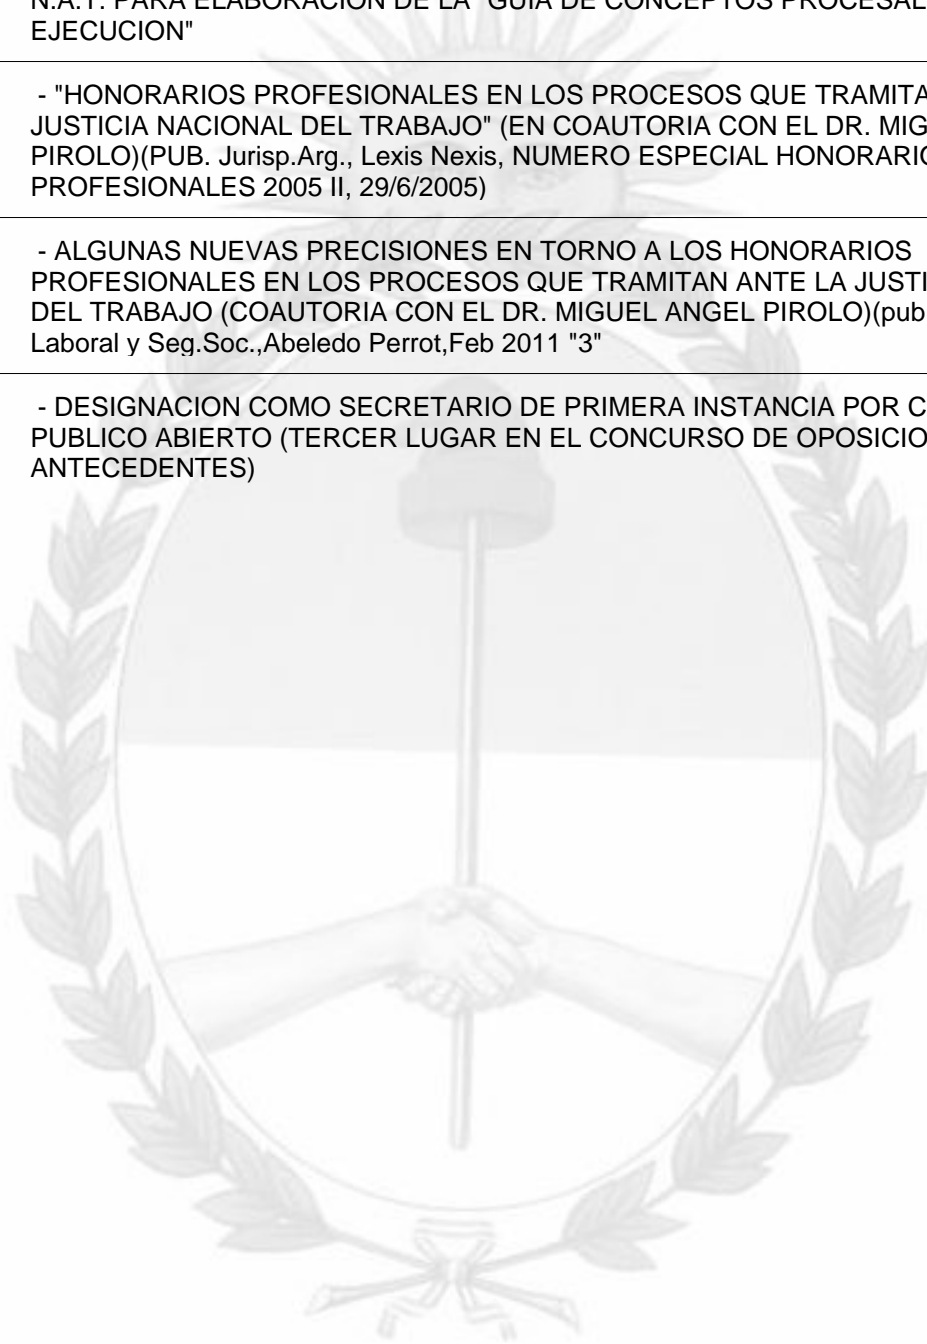 N.A.T. PARA ELABORACION DE LA "GUIA DE CONCEPTOS PROCESAL
EJECUCION"
- "HONORARIOS PROFESIONALES EN LOS PROCESOS QUE TRAMITA
JUSTICIA NACIONAL DEL TRABAJO" (EN COAUTORIA CON EL DR. MIG
PIROLO)(PUB. Jurisp.Arg., Lexis Nexis, NUMERO ESPECIAL HONORARIO
PROFESIONALES 2005 II, 29/6/2005)
- ALGUNAS NUEVAS PRECISIONES EN TORNO A LOS HONORARIOS
PROFESIONALES EN LOS PROCESOS QUE TRAMITAN ANTE LA JUSTI
DEL TRABAJO (COAUTORIA CON EL DR. MIGUEL ANGEL PIROLO)(pub
Laboral y Seg.Soc.,Abeledo Perrot,Feb 2011 "3"
- DESIGNACION COMO SECRETARIO DE PRIMERA INSTANCIA POR C
PUBLICO ABIERTO (TERCER LUGAR EN EL CONCURSO DE OPOSICIO
ANTECEDENTES)